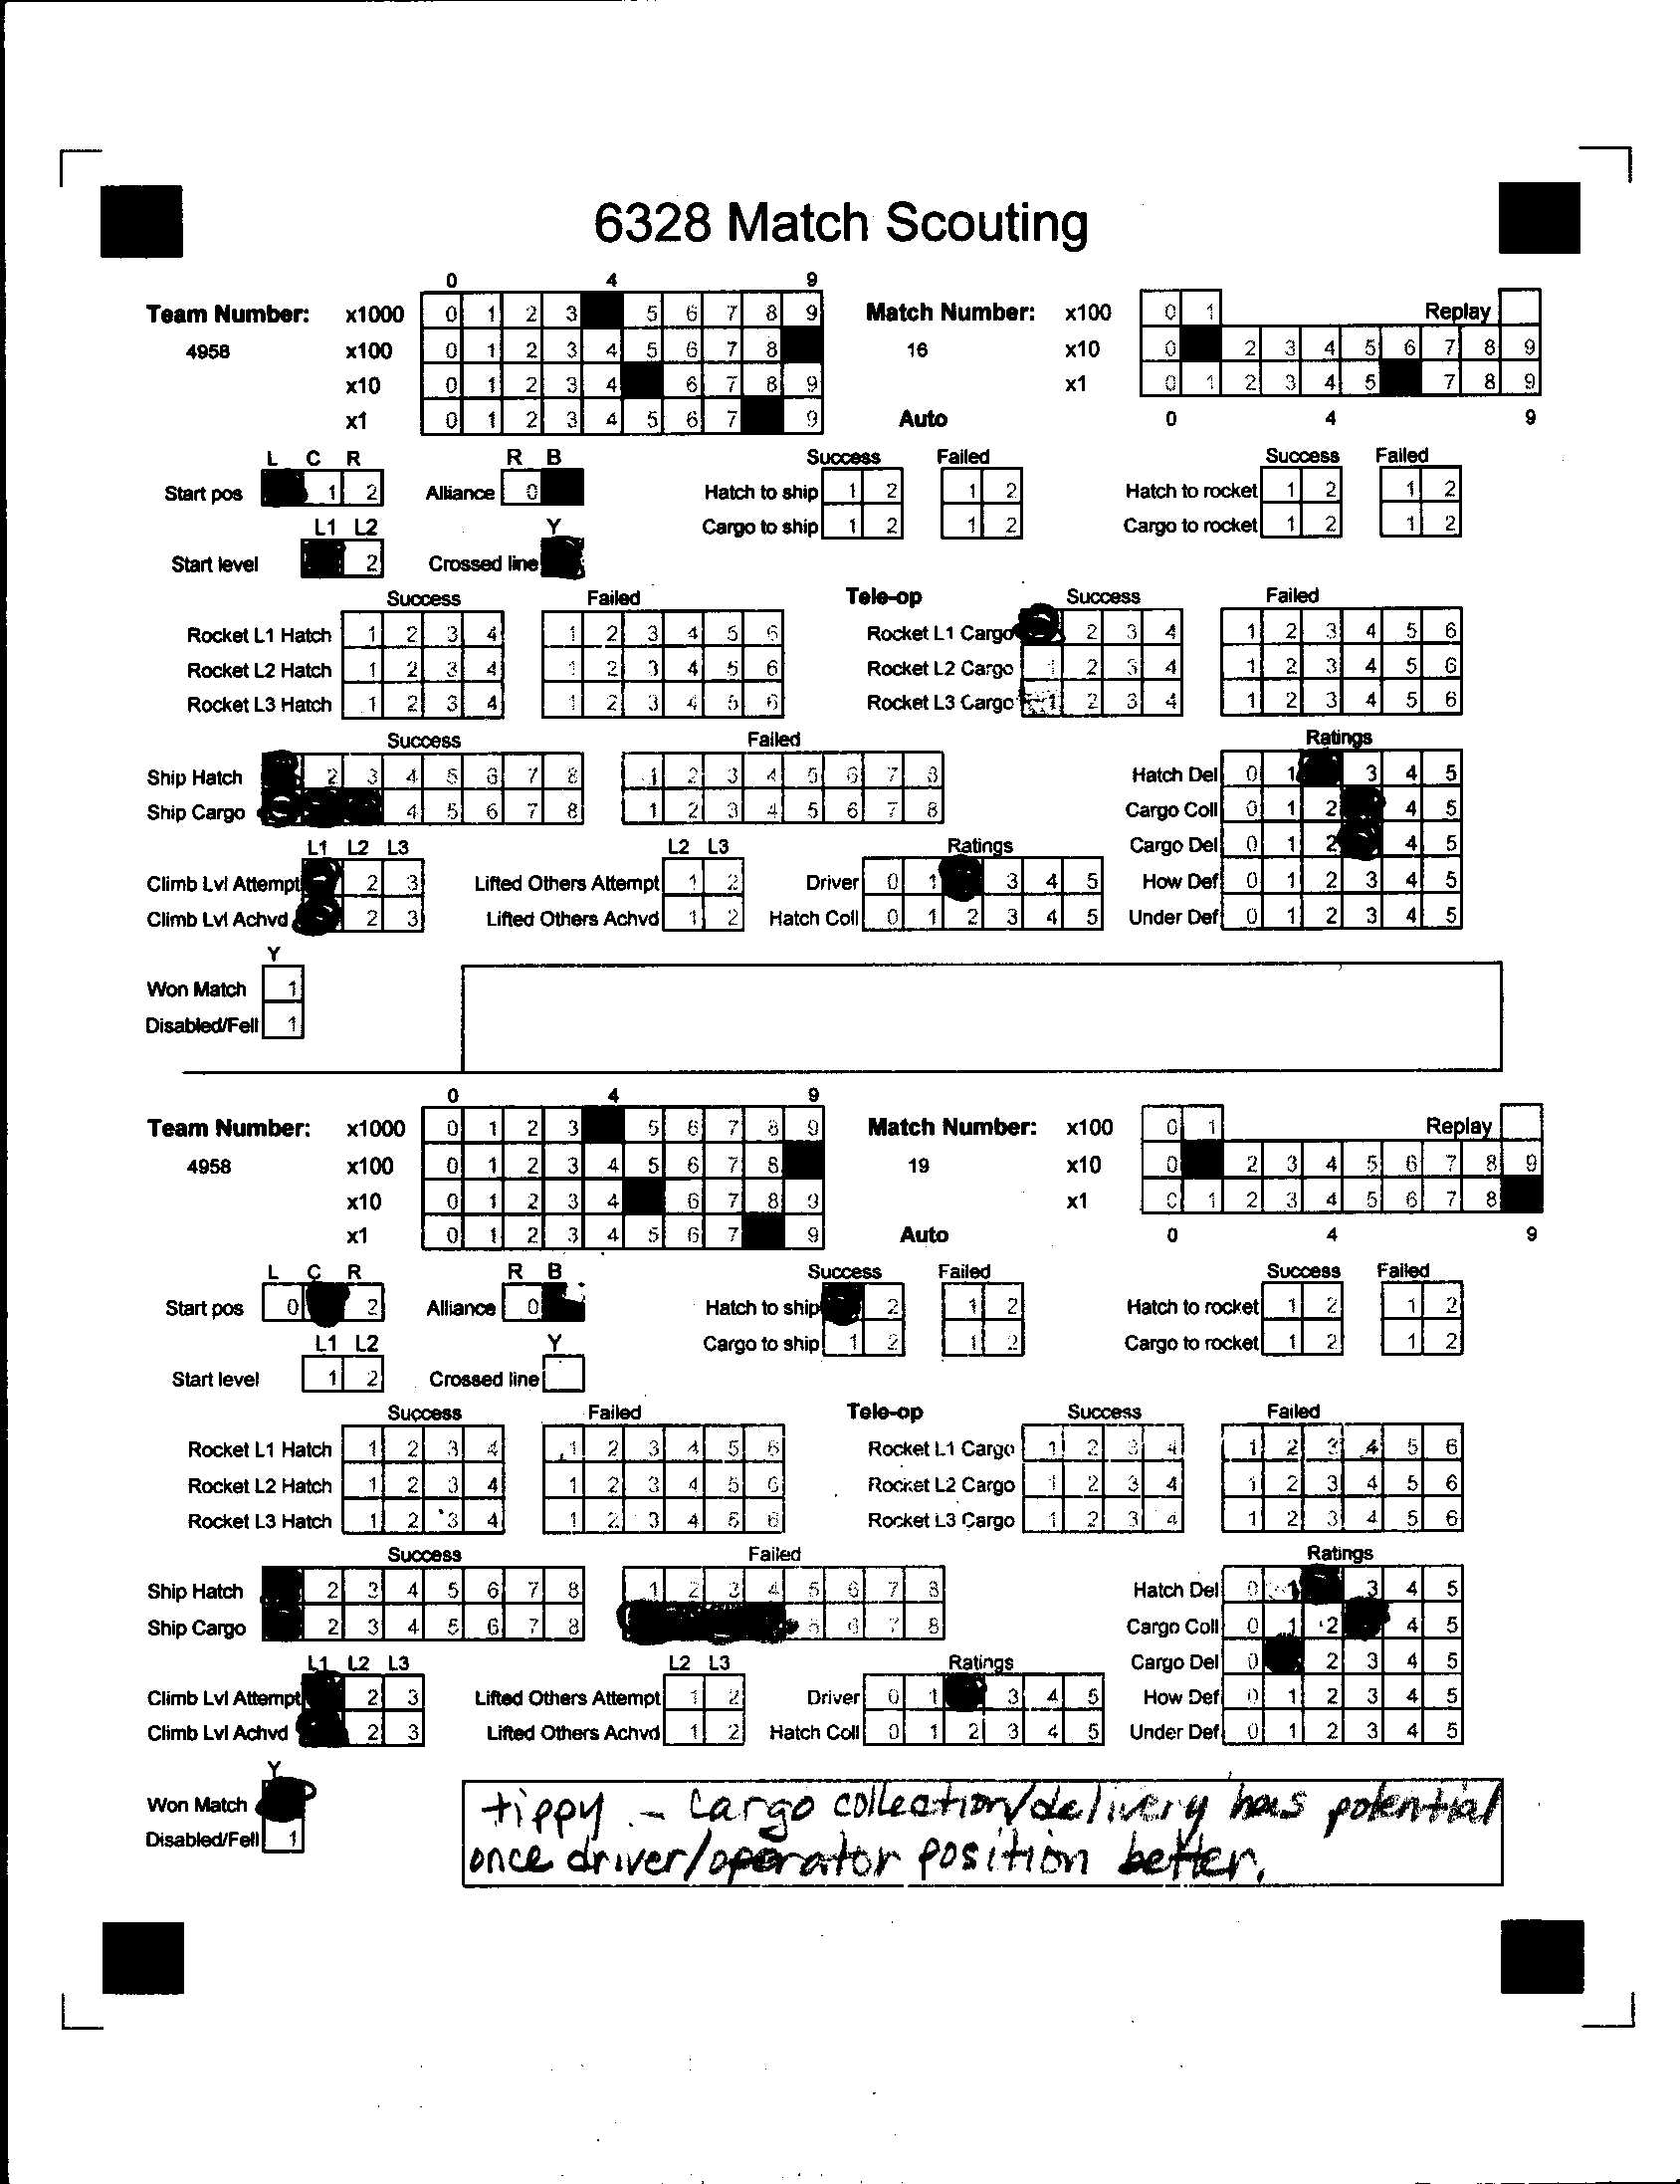 6328 Match Scouting
0 4 9
Team Number: x1000 0 1 2 3 5 6 7 8 9 Match Number: x100 0 1 Replay
4958 x100 0 1 2 3 4 5 6 7 8 16 x10 0 2 3 4 5 6 7 8 9
x10 0 1 2 3 4 6 7 8 9 x1 0 1 2 3 4 5 7 8 9
x1 0 1 2 3 4 5 6 7 9 Auto 0 4 9
L C R R B Success Failed Success Failed
Start pos 1 2 Alliance 0 Hatch to ship 1 2 1 2 Hatch to rocket 1 2 1 2
L1 L2 Y Cargo to ship 1 2 1 2 Cargo to rocket 1 2 1 2
Start level 2 Crossed line
Success Failed Tele-op Success Failed
Rocket L1 Hatch 1 2 3 4 1 2 3 4 5 6 Rocket L1 Cargo 2 3 4 1 2 3 4 5 6
Rocket L2 Hatch 1 2 3 4 1 2 3 4 5 6 Rocket L2 Cargo 1 2 3 4 1 2 3 4 5 6
Rocket L3 Hatch 1 2 3 4 1 2 3 4 5 6 Rocket L3 Cargo 1 2 3 4 1 2 3 4 5 6
Success Failed Ratings
Ship Hatch 2 3 4 5 6 7 8 1 2 3 4 5 6 7 8 Hatch Del 0 1 3 4 5
Ship Cargo 4 5 6 7 8 1 2 3 4 5 6 7 8 Cargo Coll 0 1 2 4 5
L1 L2 L3 L2 L3 Ratings Cargo Del 0 1 2 4 5
Climb Lvl Attempt 2 3 Lifted Others Attempt 1 2 Driver 0 1 3 4 5 How Def 0 1 2 3 4 5
Climb Lvl Achvd 2 3 Lifted Others Achvd 1 2 Hatch Coll 0 1 2 3 4 5 Under Def 0 1 2 3 4 5
Y
Won Match 1
Disabled/Fell 1
0 4 9
Team Number: x1000 0 1 2 3 5 6 7 8 9 Match Number: x100 0 1 Replay
4958 x100 0 1 2 3 4 5 6 7 8 19 x10 0 2 3 4 5 6 7 8 9
x10 0 1 2 3 4 6 7 8 9 x1 0 1 2 3 4 5 6 7 8
x1 0 1 2 3 4 5 6 7 9 Auto 0 4 9
L C R R B Success Failed Success Failed
Start pos 0 2 Alliance 0 Hatch to ship 2 1 2 Hatch to rocket 1 2 1 2
L1 L2 Y Cargo to ship 1 2 1 2 Cargo to rocket 1 2 1 2
Start level 1 2 Crossed line
Success Failed Tele-op Success Failed
Rocket L1 Hatch 1 2 3 4 1 2 3 4 5 6 Rocket L1 Cargo 1 2 3 4 1 2 3 4 5 6
Rocket L2 Hatch 1 2 3 4 1 2 3 4 5 6 Rocket L2 Cargo 1 2 3 4 1 2 3 4 5 6
Rocket L3 Hatch 1 2 3 4 1 2 3 4 5 6 Rocket L3 Cargo 1 2 3 4 1 2 3 4 5 6
Success Failed Ratings
Ship Hatch 2 3 4 5 6 7 8 1 2 3 4 5 6 7 8 Hatch Del 0 1 3 4 5
Ship Cargo 2 3 4 5 6 7 8 5 6 7 8 Cargo Coll 0 1 2 4 5
L1 L2 L3 L2 L3 Ratings Cargo Del 0 2 3 4 5
Climb Lvl Attempt 2 3 Lifted Others Attempt 1 2 Driver 0 1 3 4 5 How Def 0 1 2 3 4 5
Climb Lvl Achvd 2 3 Lifted Others Achvd 1 2 Hatch Coll 0 1 2 3 4 5 Under Def 0 1 2 3 4 5
Y
Won Match
Disabled/Fell 1
tippy - Cargo collection/delivery has potential
once driver/operator position better.